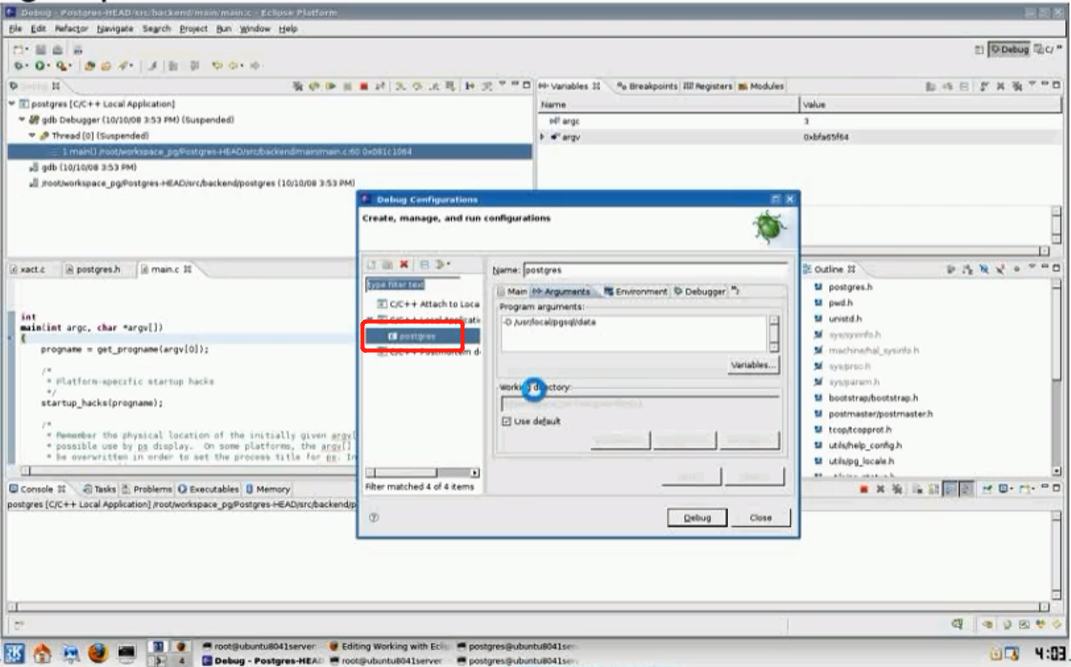 Debug - Postgres-HEAD/src/backend/main/main.c - Eclipse Platform
File Edit Refactor Navigate Search Project Run Window Help
Debug C/ "
Variables Breakpoints Registers Modules
postgres [C/C++ Local Application]
gdb Debugger (10/10/08 3:53 PM) (Suspended)
Thread [0] (Suspended)
1 main() /root/workspace_pg/Postgres-HEAD/src/backend/main/main.c:60 0x081c1064
gdb (10/10/08 3:53 PM)
/root/workspace_pg/Postgres-HEAD/src/backend/postgres (10/10/08 3:53 PM)
Name Value
argc 3
argv 0xbfa65f64
Debug Configurations
Create, manage, and run configurations
type filter text
C/C++ Attach to Loca
C/C++ Local Applicati
postgres
C/C++ Postmortem d
Filter matched 4 of 4 items
Name: postgres
Main Arguments Environment Debugger
Program arguments:
-D /usr/local/pgsql/data
Variables...
Working directory:
Use default
Debug Close
xact.c postgres.h main.c
int
main(int argc, char *argv[])
{
progname = get_progname(argv[0]);
/*
* Platform-specific startup hacks
*/
startup_hacks(progname);
/*
* Remember the physical location of the initially given argv[]
* possible use by ps display. On some platforms, the argv[]
* be overwritten in order to set the process title for ps. In
Outline
postgres.h
pwd.h
unistd.h
sys/sysinfo.h
machine/hal_sysinfo.h
sys/proc.h
sys/param.h
bootstrap/bootstrap.h
postmaster/postmaster.h
tcop/tcopprot.h
utils/help_config.h
utils/pg_locale.h
Console Tasks Problems Executables Memory
postgres [C/C++ Local Application] /root/workspace_pg/Postgres-HEAD/src/backend/p
root@ubuntu8041server: Editing Working with Ecli postgres@ubuntu8041ser
4 Debug - Postgres-HEAD root@ubuntu8041server: postgres@ubuntu8041ser
4:03